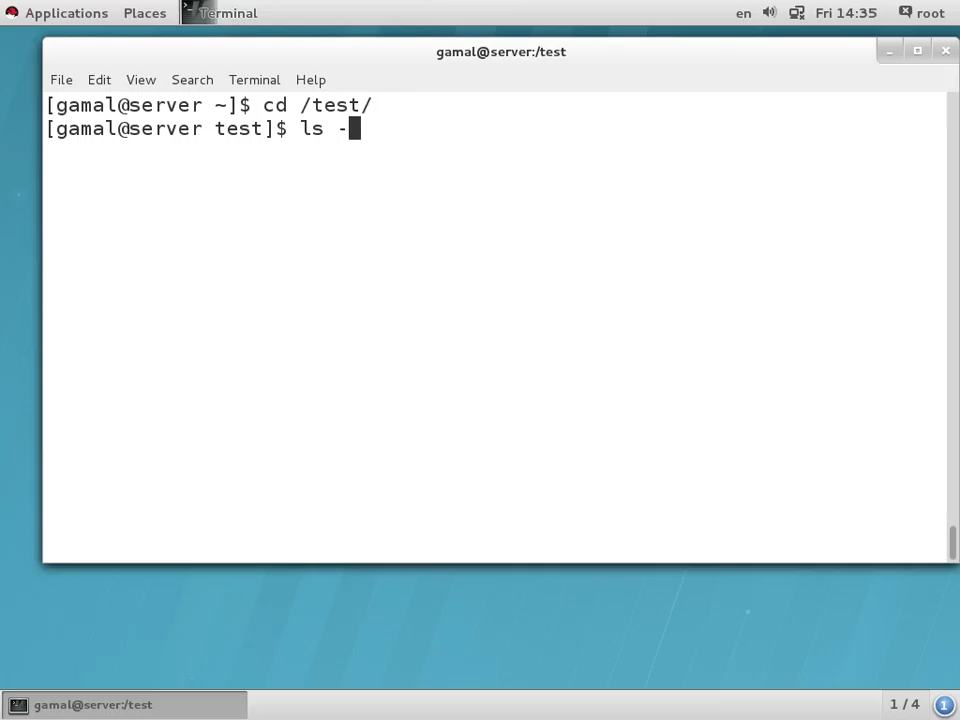 Applications Places Terminal en Fri 14:35 root
gamal@server:/test
File Edit View Search Terminal Help
[gamal@server ~]$ cd /test/
[gamal@server test]$ ls -
gamal@server:/test 1 / 4 1